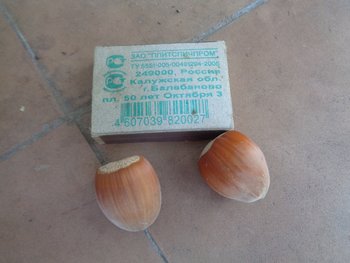 ЗАО "ПЛИТСПИЧПРОМ"
249000, Россия
Калужская обл.
г. Балабаново
пл. 50 лет Октября 3
4 607039 820027